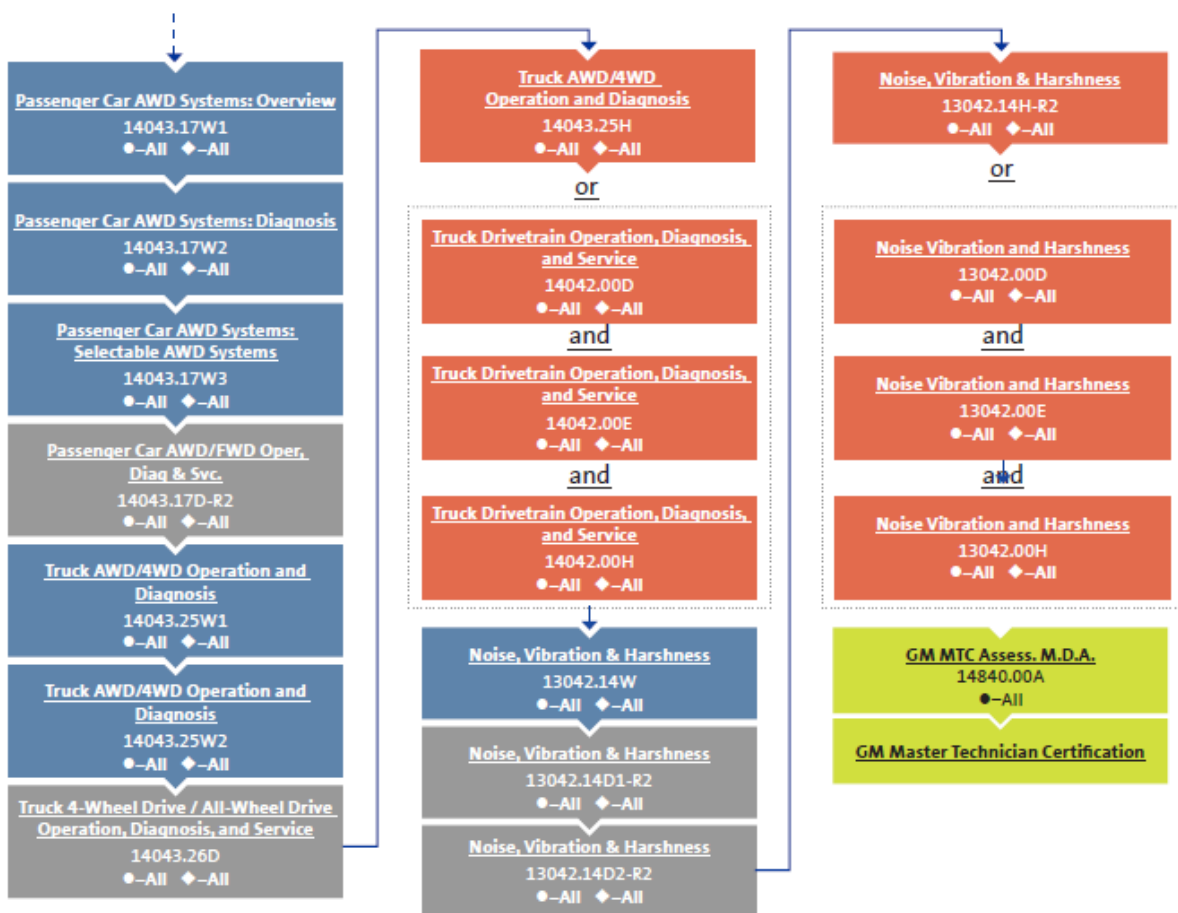 Passenger Car AWD Systems: Overview
14043.17W1
●–All ◆–All
Passenger Car AWD Systems: Diagnosis
14043.17W2
●–All ◆–All
Passenger Car AWD Systems:
Selectable AWD Systems
14043.17W3
●–All ◆–All
Passenger Car AWD/FWD Oper,
Diag & Svc.
14043.17D-R2
●–All ◆–All
Truck AWD/4WD Operation and
Diagnosis
14043.25W1
●–All ◆–All
Truck AWD/4WD Operation and
Diagnosis
14043.25W2
●–All ◆–All
Truck 4-Wheel Drive / All-Wheel Drive
Operation, Diagnosis, and Service
14043.26D
●–All ◆–All
Truck AWD/4WD
Operation and Diagnosis
14043.25H
●–All ◆–All
or
Truck Drivetrain Operation, Diagnosis,
and Service
14042.00D
●–All ◆–All
and
Truck Drivetrain Operation, Diagnosis,
and Service
14042.00E
●–All ◆–All
and
Truck Drivetrain Operation, Diagnosis,
and Service
14042.00H
●–All ◆–All
Noise, Vibration & Harshness
13042.14W
●–All ◆–All
Noise, Vibration & Harshness
13042.14D1-R2
●–All ◆–All
Noise, Vibration & Harshness
13042.14D2-R2
●–All ◆–All
Noise, Vibration & Harshness
13042.14H-R2
●–All ◆–All
or
Noise Vibration and Harshness
13042.00D
●–All ◆–All
and
Noise Vibration and Harshness
13042.00E
●–All ◆–All
and
Noise Vibration and Harshness
13042.00H
●–All ◆–All
GM MTC Assess. M.D.A.
14840.00A
●–All
GM Master Technician Certification